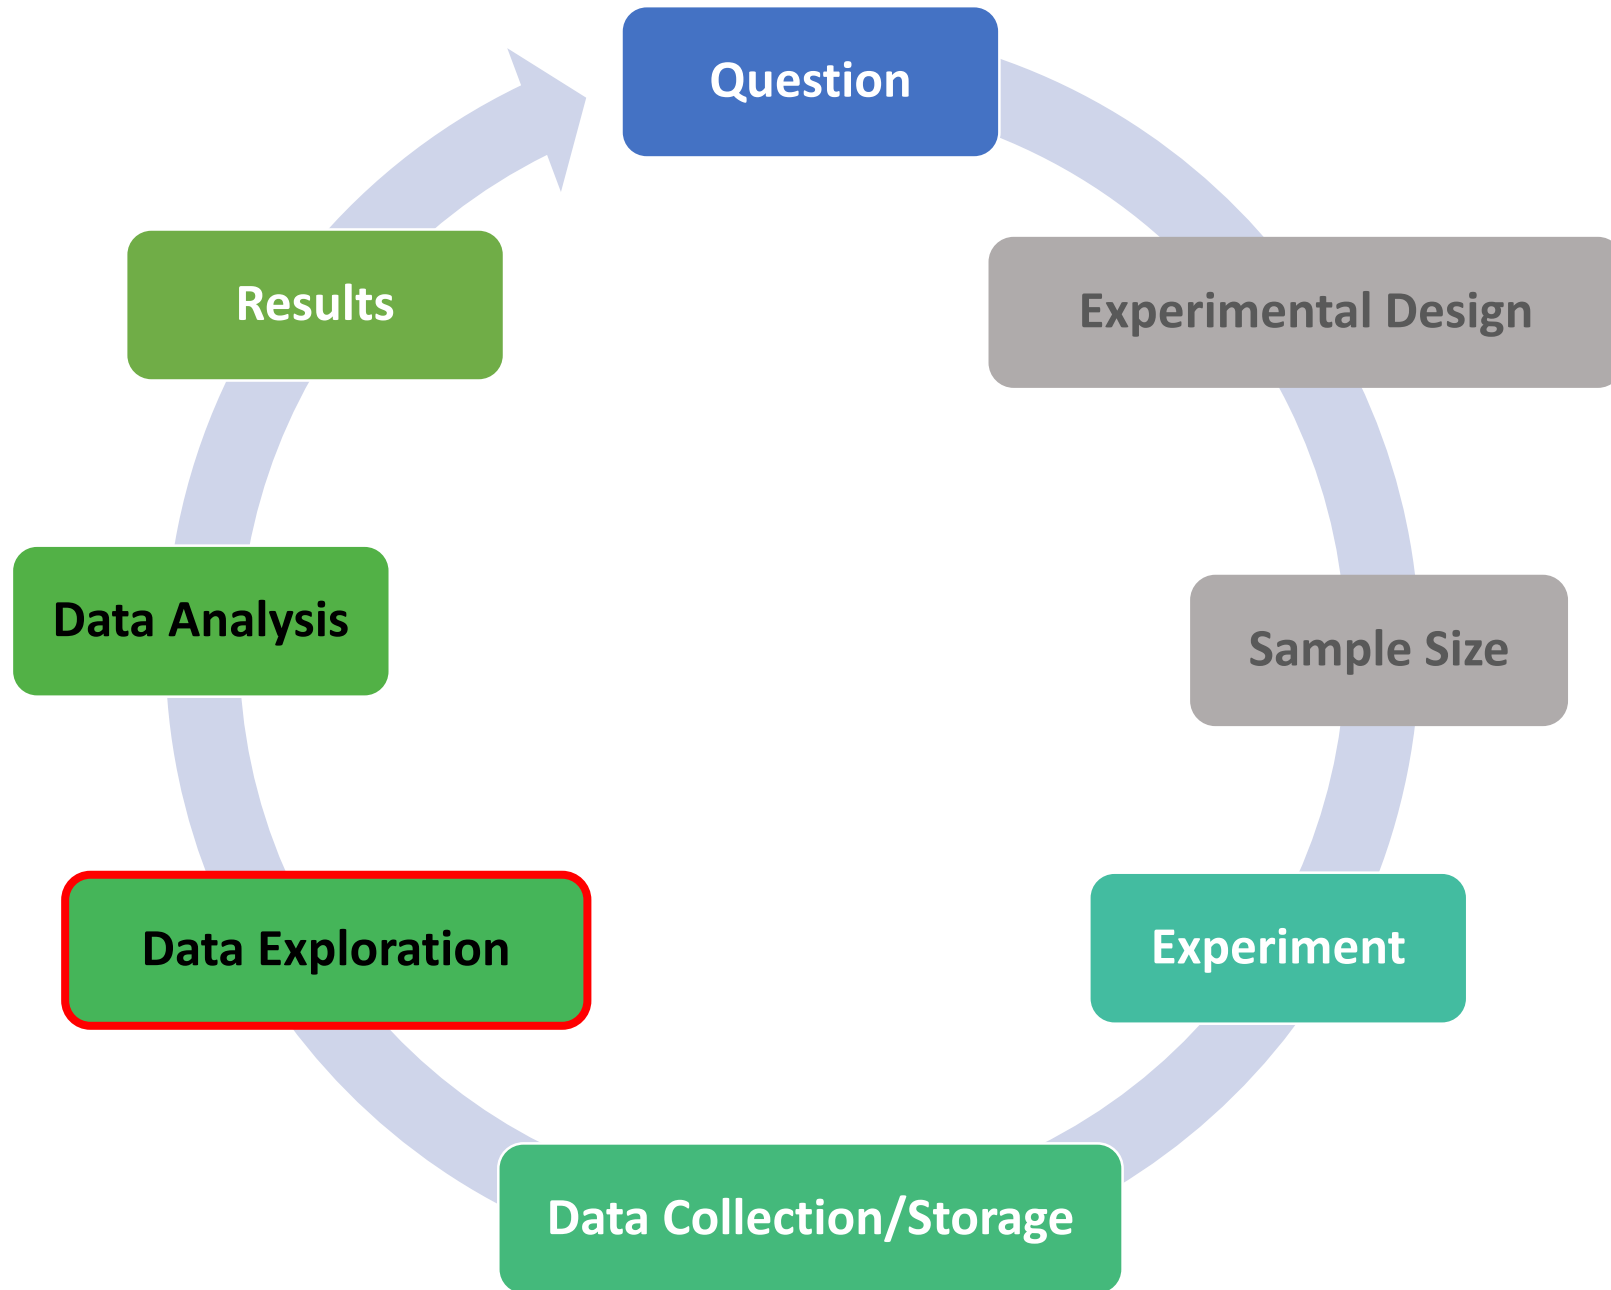 Question
Experimental Design
Sample Size
Experiment
Data Collection/Storage
Data Exploration
Data Analysis
Results